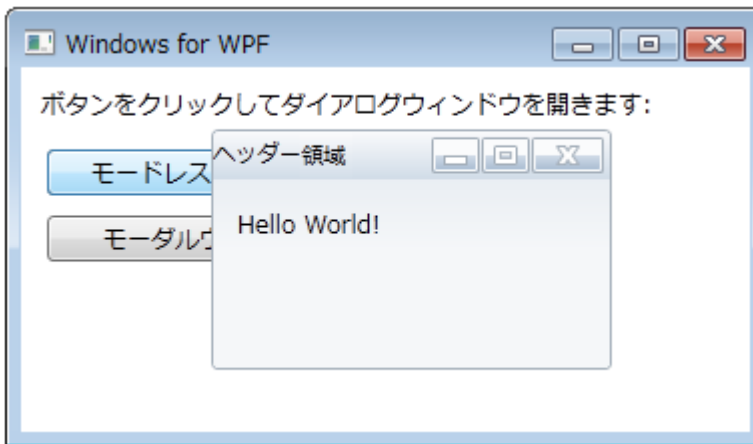 Windows for WPF
ボタンをクリックしてダイアログウィンドウを開きます:
ヘッダー領域
モードレス
Hello World!
モーダルウ